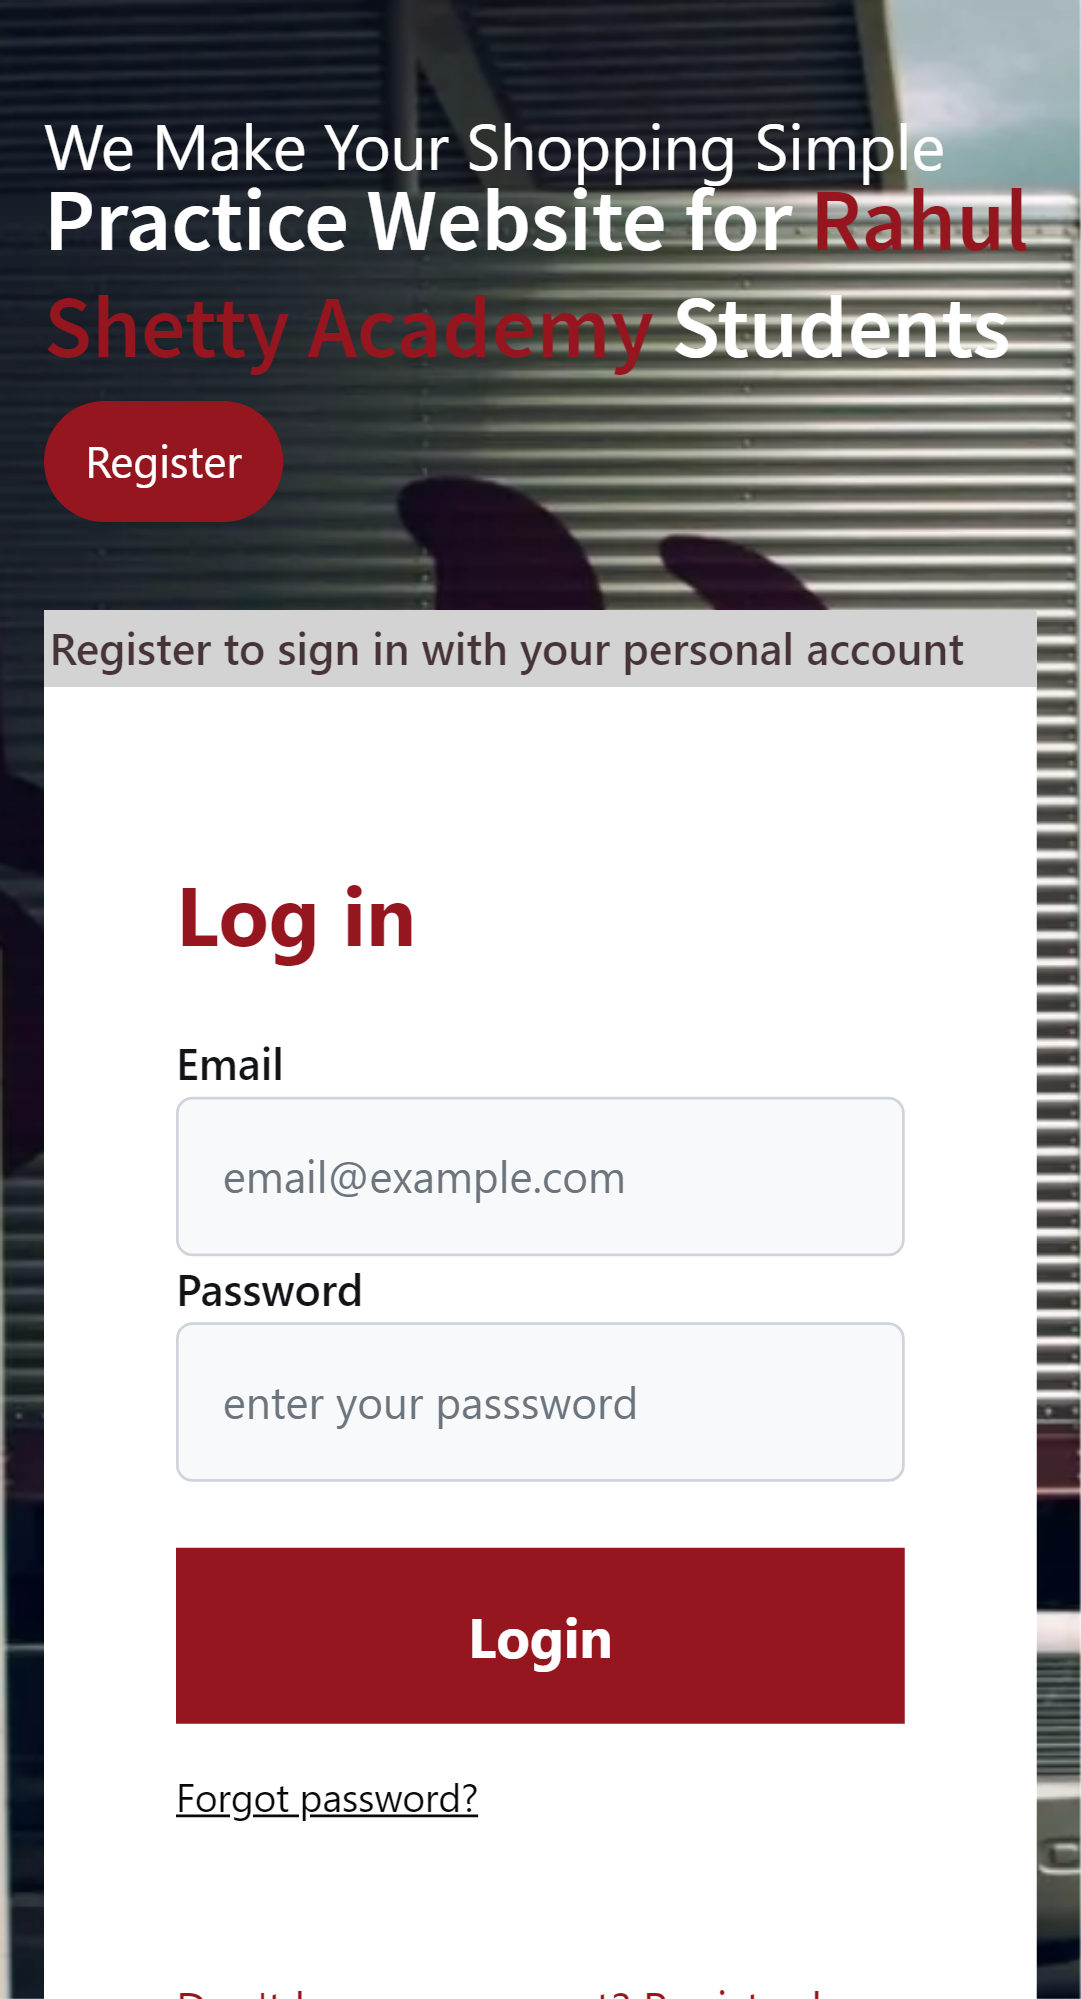 We Make Your Shopping Simple
Practice Website for Rahul
Shetty Academy Students
Register
Register to sign in with your personal account
Log in
Email
email@example.com
Password
enter your passsword
Login
Forgot password?